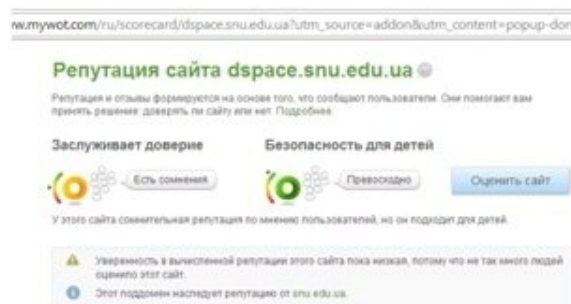 w.mywot.com/ru/scorecard/dspace.snu.edu.ua?utm_source=addon&utm_content=popup-don
Репутация сайта dspace.snu.edu.ua
Репутация и отзывы формируются на основе того, что сообщают пользователи. Они помогают вам
принять решение: доверять ли сайту или нет. Подробнее
Заслуживает доверие Безопасность для детей
Есть сомнения Превосходно Оценить сайт
У этого сайта сомнительная репутация по мнению пользователей, но он подходит для детей.
Уверенность в вычисленной репутации этого сайта пока низкая, потому что не так много людей
оценило этот сайт.
Этот поддомен наследует репутацию от snu.edu.ua.